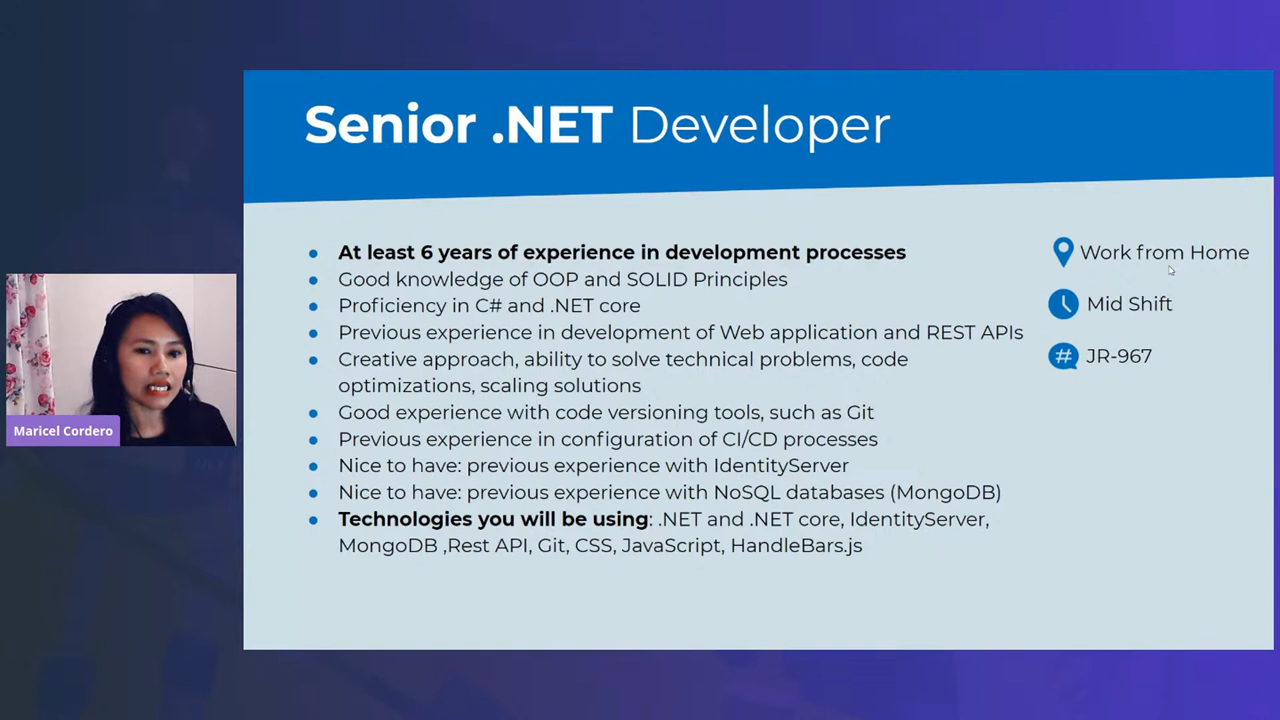 Senior .NET Developer
At least 6 years of experience in development processes
Good knowledge of OOP and SOLID Principles
Proficiency in C# and .NET core
Previous experience in development of Web application and REST APIs
Creative approach, ability to solve technical problems, code
optimizations, scaling solutions
Good experience with code versioning tools, such as Git
Previous experience in configuration of CI/CD processes
Nice to have: previous experience with IdentityServer
Nice to have: previous experience with NoSQL databases (MongoDB)
Technologies you will be using: .NET and .NET core, IdentityServer,
MongoDB ,Rest API, Git, CSS, JavaScript, HandleBars.js
Work from Home
Mid Shift
# JR-967
Maricel Cordero